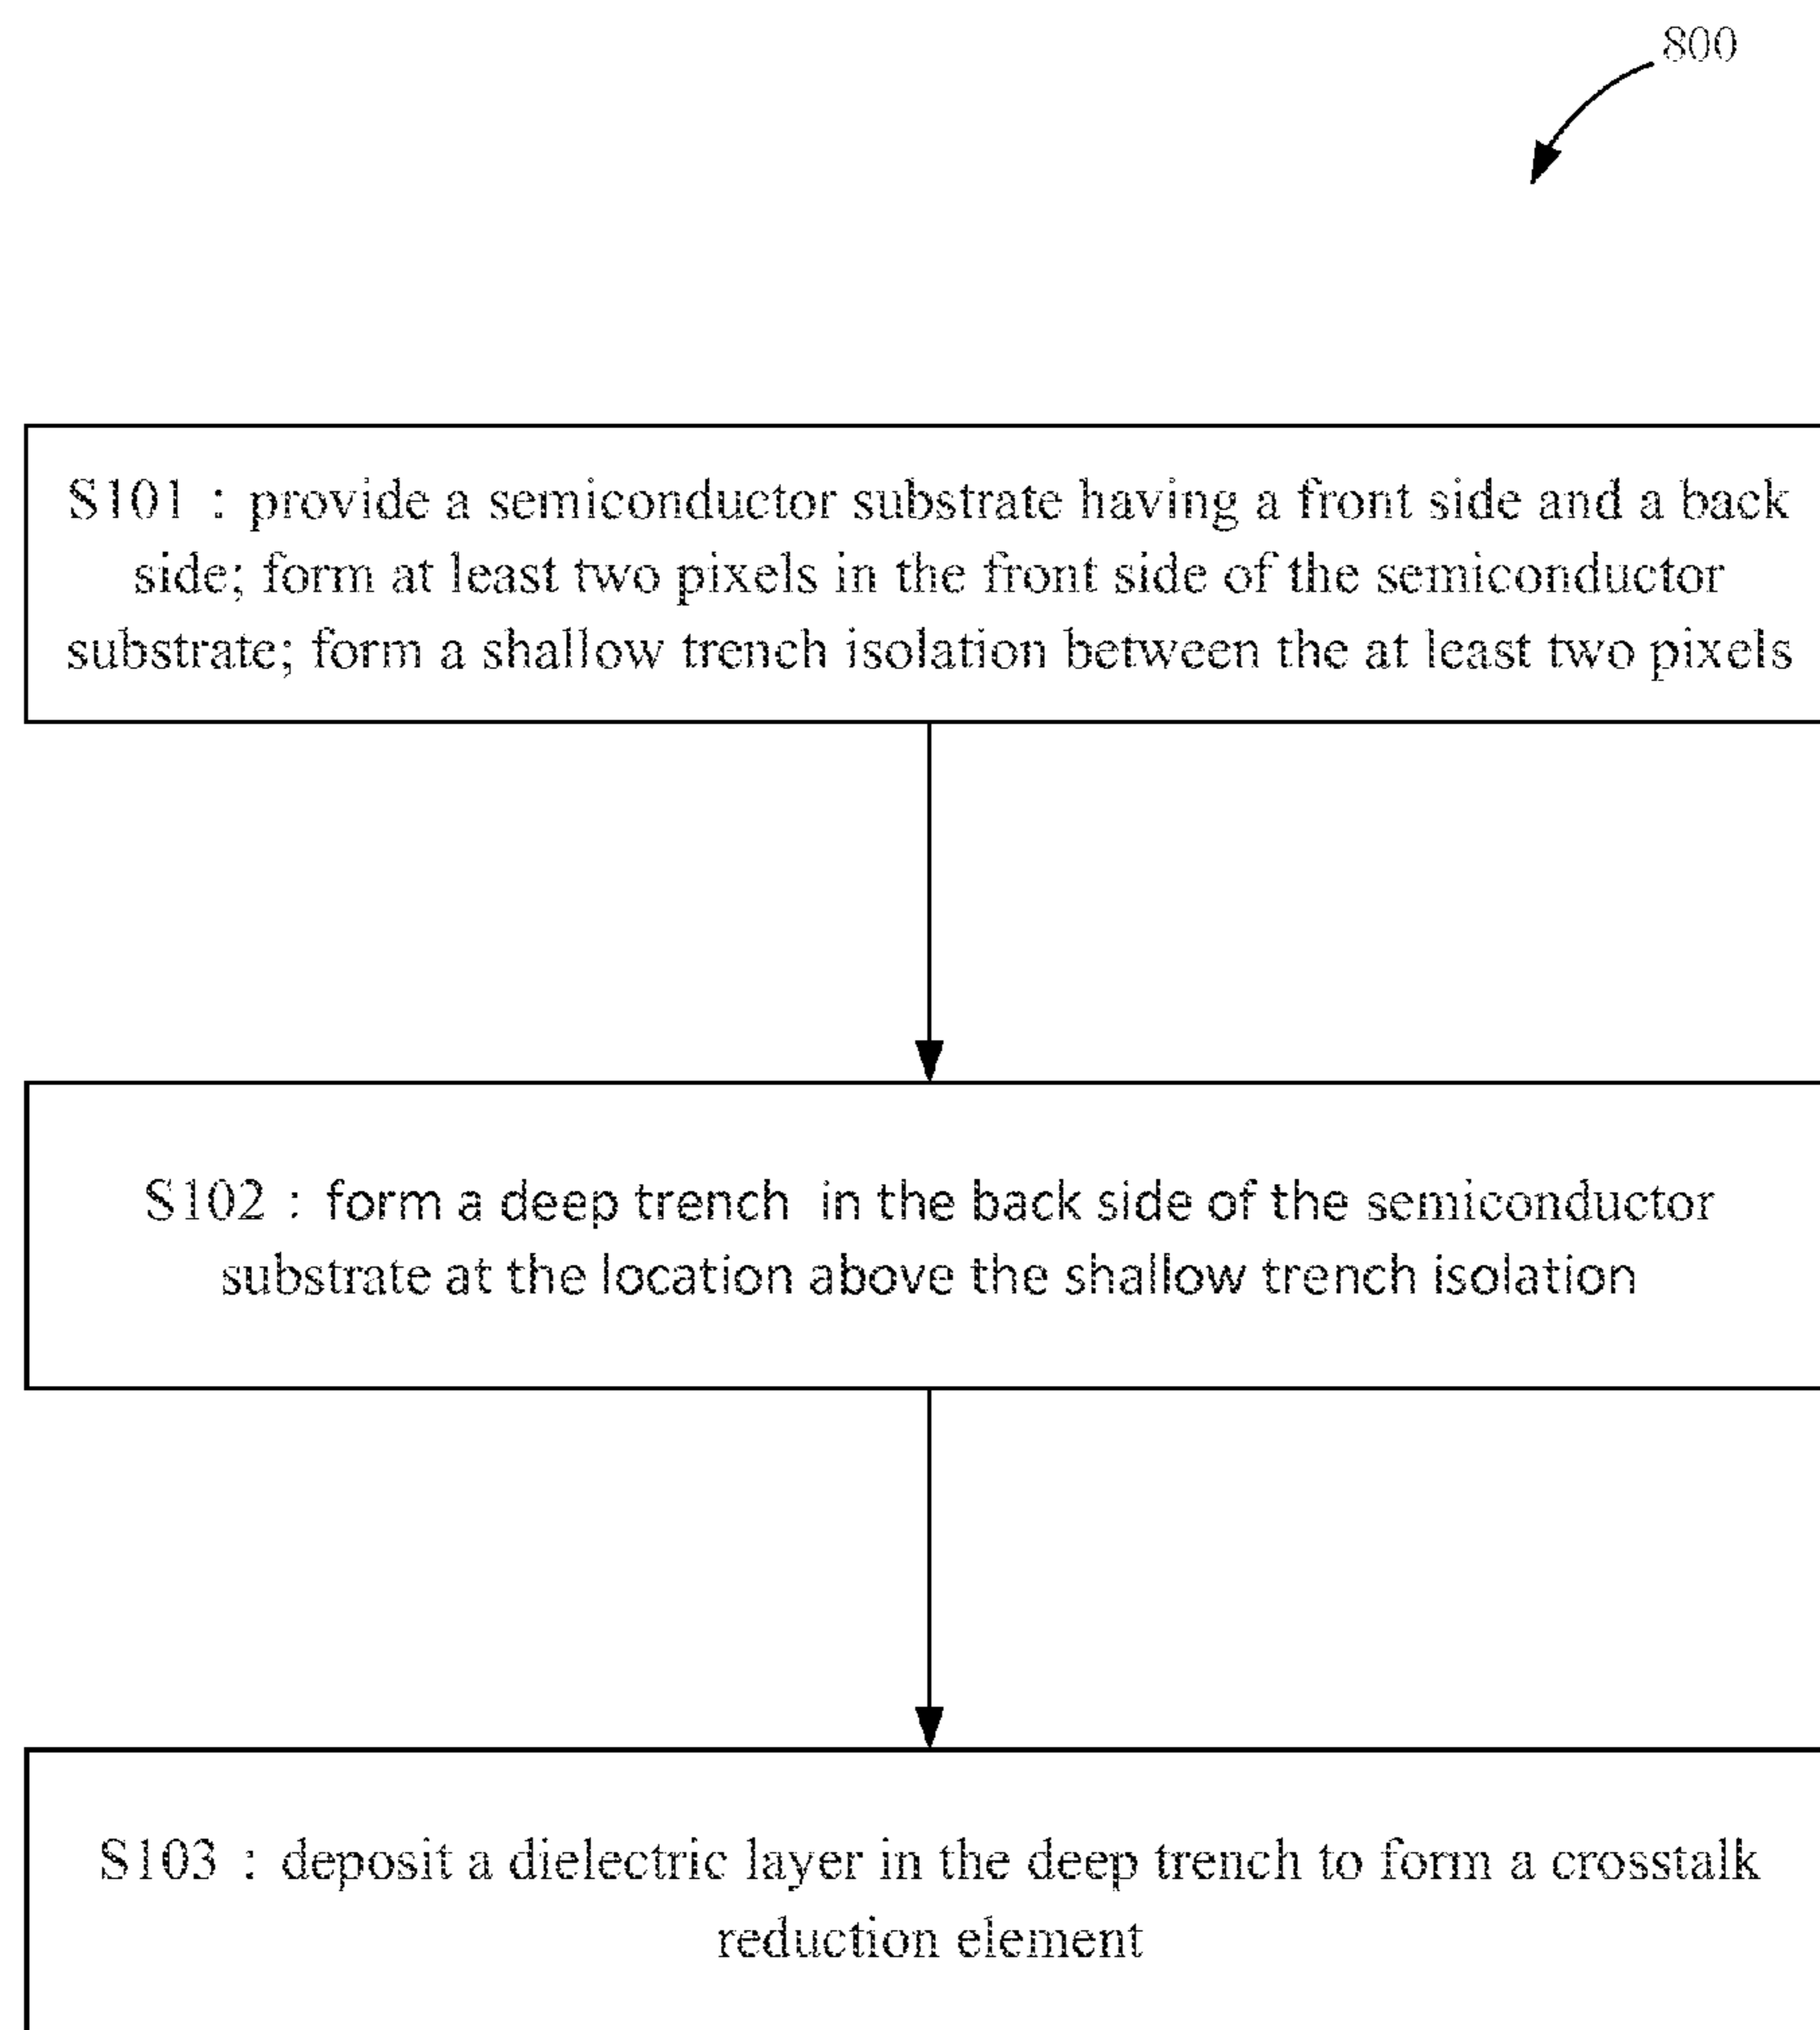 800
S101 : provide a semiconductor substrate having a front side and a back
side; form at least two pixels in the front side of the semiconductor
substrate; form a shallow trench isolation between the at least two pixels
S102 : form a deep trench in the back side of the semiconductor
substrate at the location above the shallow trench isolation
S103 : deposit a dielectric layer in the deep trench to form a crosstalk
reduction element